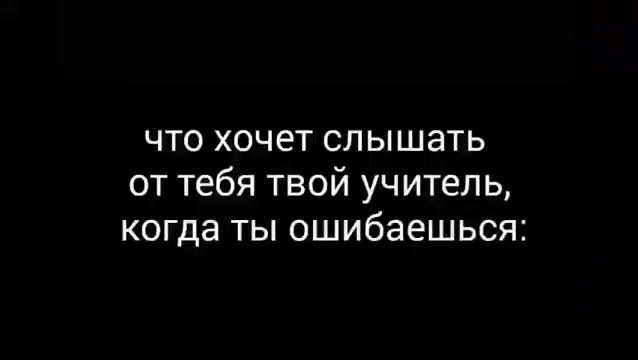 что хочет слышать
от тебя твой учитель,
когда ты ошибаешься: